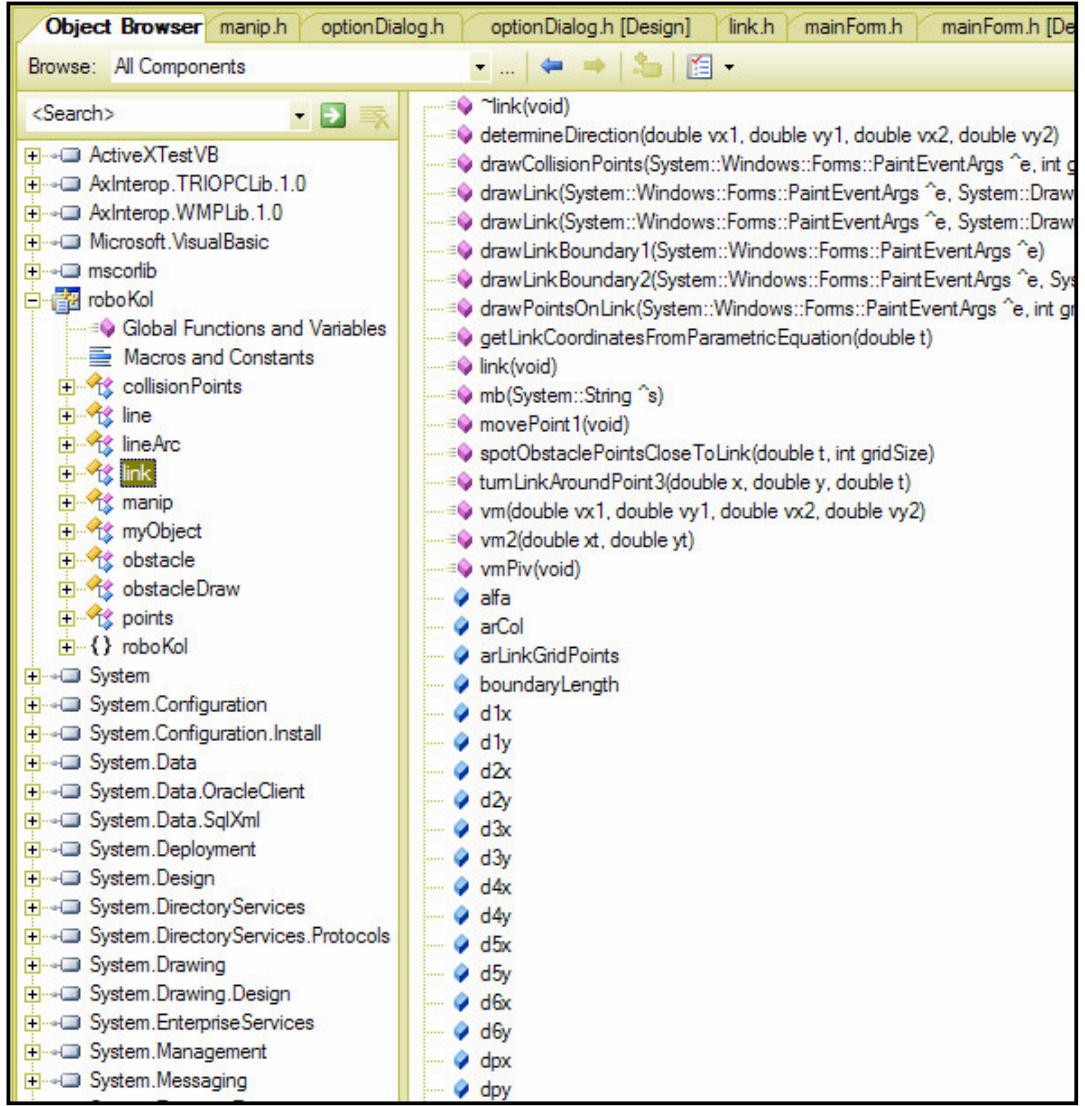 Object Browser manip.h optionDialog.h optionDialog.h [Design] link.h mainForm.h mainForm.h [De
Browse: All Components ...
<Search>
ActiveXTestVB
AxInterop.TRIOPCLib.1.0
AxInterop.WMPLib.1.0
Microsoft.VisualBasic
mscorlib
roboKol
Global Functions and Variables
Macros and Constants
collisionPoints
line
lineArc
link
manip
myObject
obstacle
obstacleDraw
points
{} roboKol
System
System.Configuration
System.Configuration.Install
System.Data
System.Data.OracleClient
System.Data.SqlXml
System.Deployment
System.Design
System.DirectoryServices
System.DirectoryServices.Protocols
System.Drawing
System.Drawing.Design
System.EnterpriseServices
System.Management
System.Messaging
~link(void)
determineDirection(double vx1, double vy1, double vx2, double vy2)
drawCollisionPoints(System::Windows::Forms::PaintEventArgs ^e, int g
drawLink(System::Windows::Forms::PaintEventArgs ^e, System::Draw
drawLink(System::Windows::Forms::PaintEventArgs ^e, System::Draw
drawLinkBoundary1(System::Windows::Forms::PaintEventArgs ^e)
drawLinkBoundary2(System::Windows::Forms::PaintEventArgs ^e, Sys
drawPointsOnLink(System::Windows::Forms::PaintEventArgs ^e, int gr
getLinkCoordinatesFromParametricEquation(double t)
link(void)
mb(System::String ^s)
movePoint1(void)
spotObstaclePointsCloseToLink(double t, int gridSize)
turnLinkAroundPoint3(double x, double y, double t)
vm(double vx1, double vy1, double vx2, double vy2)
vm2(double xt, double yt)
vmPiv(void)
alfa
arCol
arLinkGridPoints
boundaryLength
d1x
d1y
d2x
d2y
d3x
d3y
d4x
d4y
d5x
d5y
d6x
d6y
dpx
dpy